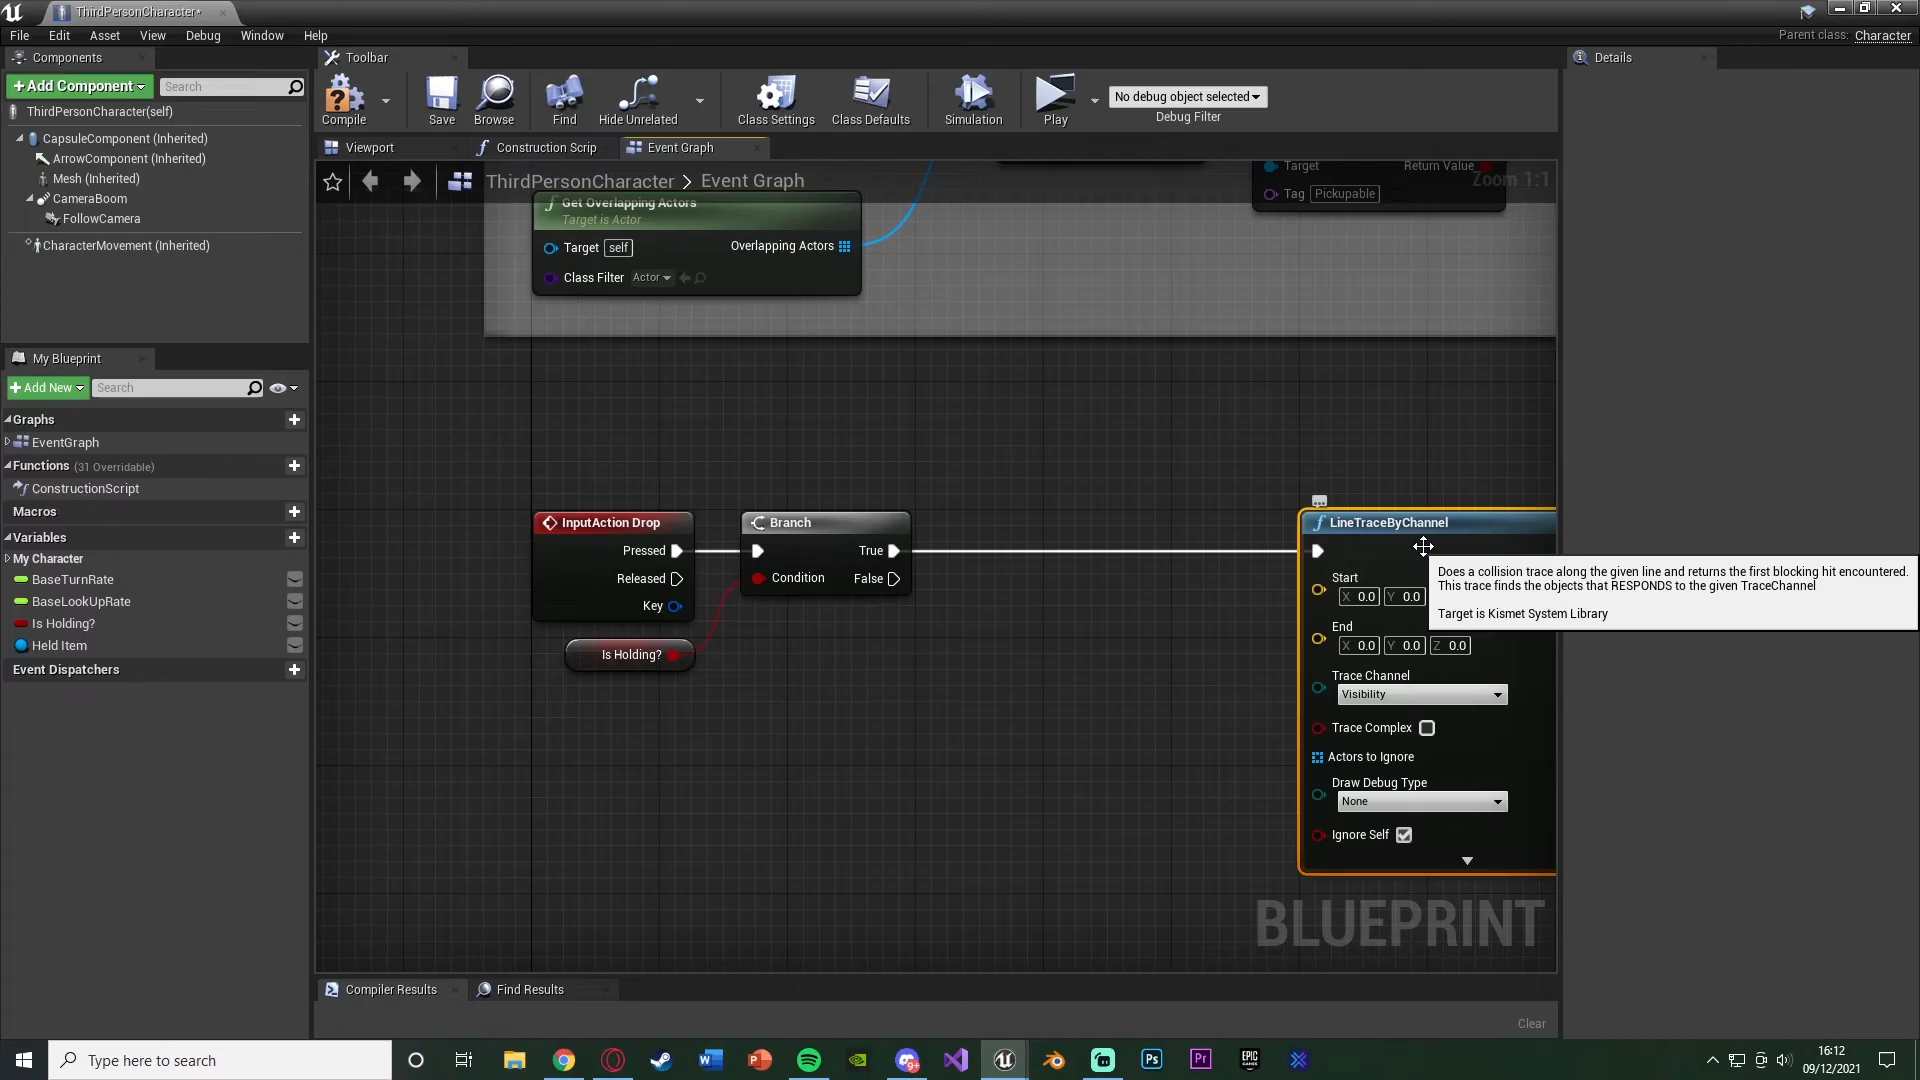 ThirdPersonCharacter*
File Edit Asset View Debug Window Help
Parent class: Character
Components
+Add Component
Search
ThirdPersonCharacter(self)
CapsuleComponent (Inherited)
ArrowComponent (Inherited)
Mesh (Inherited)
CameraBoom
FollowCamera
CharacterMovement (Inherited)
My Blueprint
+Add New
Search
Graphs
EventGraph
Functions (31 Overridable)
ConstructionScript
Macros
Variables
My Character
BaseTurnRate
BaseLookUpRate
Is Holding?
Held Item
Event Dispatchers
Toolbar
Compile
Save
Browse
Find
Hide Unrelated
Class Settings
Class Defaults
Simulation
Play
No debug object selected
Debug Filter
Viewport
Construction Scrip
Event Graph
ThirdPersonCharacter > Event Graph
Zoom 1:1
Get Overlapping Actors
Target is Actor
Target self
Overlapping Actors
Class Filter Actor
Target
Return Value
Tag Pickupable
InputAction Drop
Pressed
Released
Key
Is Holding?
Branch
True
Condition
False
LineTraceByChannel
Start
X 0.0 Y 0.0
End
X 0.0 Y 0.0 Z 0.0
Trace Channel
Visibility
Trace Complex
Actors to Ignore
Draw Debug Type
None
Ignore Self
Does a collision trace along the given line and returns the first blocking hit encountered.
This trace finds the objects that RESPONDS to the given TraceChannel
Target is Kismet System Library
BLUEPRINT
Compiler Results
Find Results
Clear
Details
Type here to search
16:12
09/12/2021